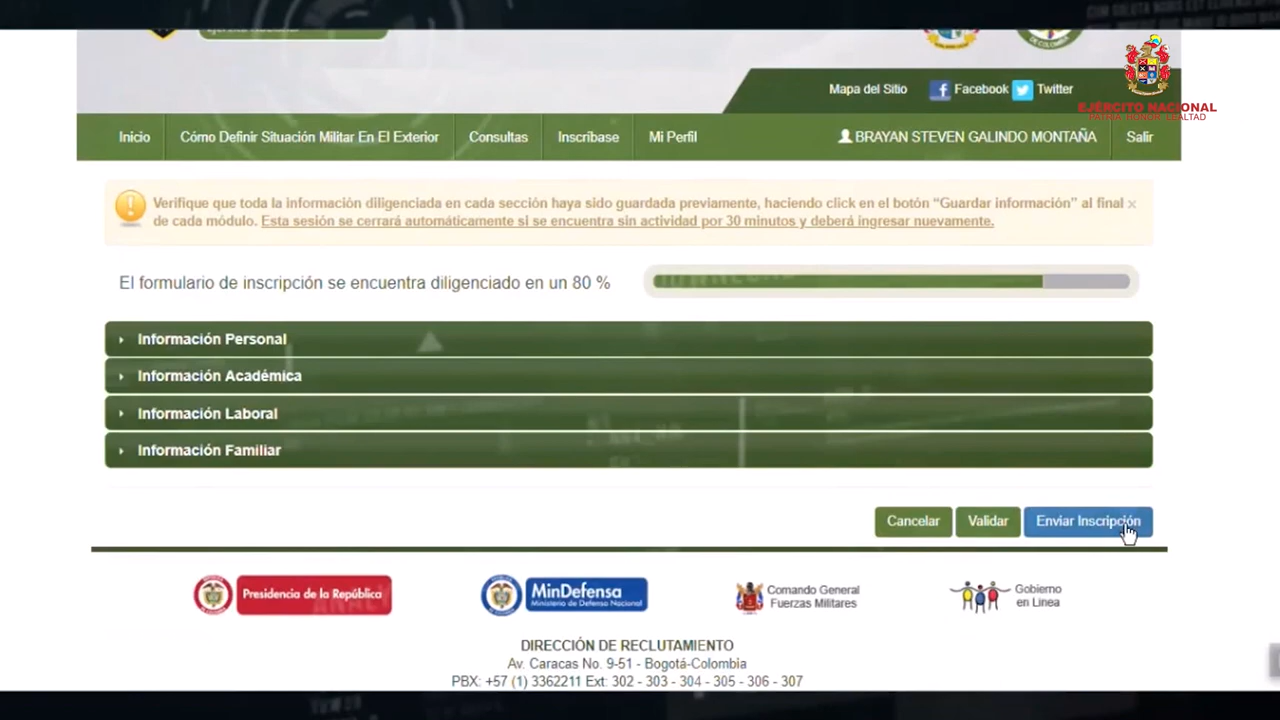 Ejército Nacional
DE COLOMBIA
Mapa del Sitio
Facebook
Twitter
EJÉRCITO NACIONAL
PATRIA HONOR LEALTAD
Inicio
Cómo Definir Situación Militar En El Exterior
Consultas
Inscríbase
Mi Perfil
BRAYAN STEVEN GALINDO MONTAÑA
Salir
Verifique que toda la información diligenciada en cada sección haya sido guardada previamente, haciendo click en el botón “Guardar información” al final
de cada módulo. Esta sesión se cerrará automáticamente si se encuentra sin actividad por 30 minutos y deberá ingresar nuevamente.
El formulario de inscripción se encuentra diligenciado en un 80 %
Información Personal
Información Académica
Información Laboral
Información Familiar
Cancelar
Validar
Enviar Inscripción
Presidencia de la República
MinDefensa
Ministerio de Defensa Nacional
Comando General
Fuerzas Militares
Gobierno
en Linea
DIRECCIÓN DE RECLUTAMIENTO
Av. Caracas No. 9-51 - Bogotá-Colombia
PBX: +57 (1) 3362211 Ext: 302 - 303 - 304 - 305 - 306 - 307